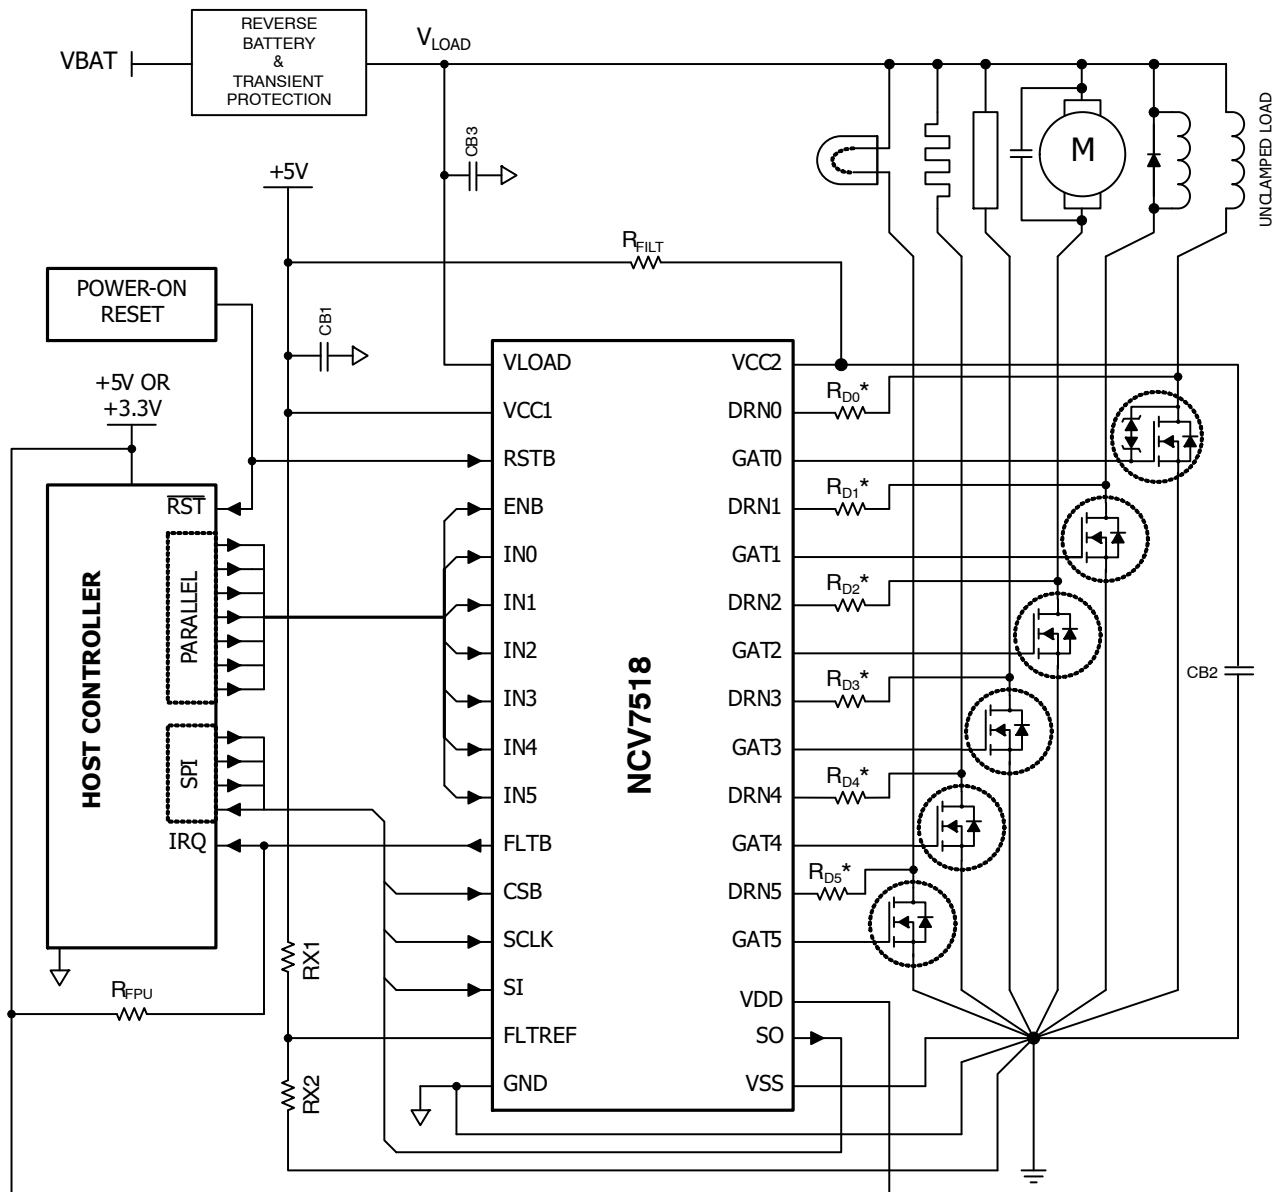 REVERSE
BATTERY
&
TRANSIENT
PROTECTION
VBAT
VLOAD
CB3
+5V
M
UNCLAMPED LOAD
RFILT
POWER-ON
RESET
CB1
+5V OR
+3.3V
HOST CONTROLLER
RST
PARALLEL
SPI
IRQ
RFPU
RX1
RX2
NCV7518
VLOAD
VCC1
RSTB
ENB
IN0
IN1
IN2
IN3
IN4
IN5
FLTB
CSB
SCLK
SI
FLTREF
GND
VCC2
DRN0
GAT0
DRN1
GAT1
DRN2
GAT2
DRN3
GAT3
DRN4
GAT4
DRN5
GAT5
VDD
SO
VSS
RD0*
RD1*
RD2*
RD3*
RD4*
RD5*
CB2